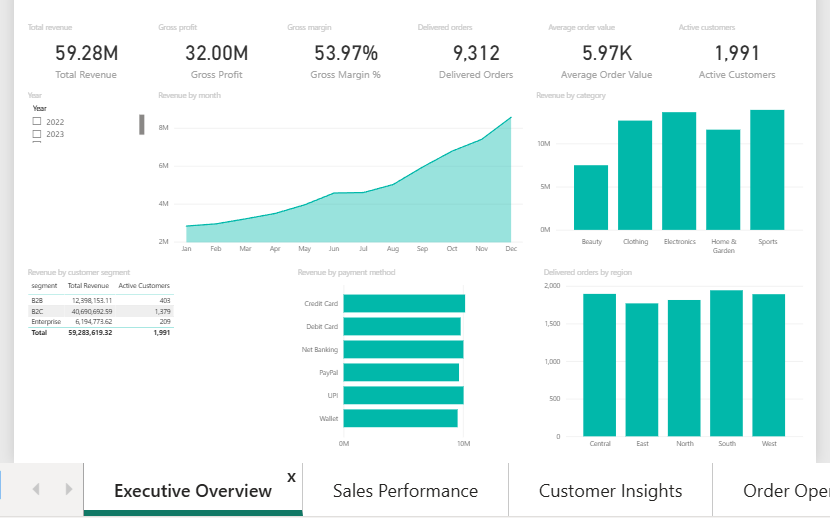 Total revenue
59.28M
Total Revenue
Gross profit
32.00M
Gross Profit
Gross margin
53.97%
Gross Margin %
Delivered orders
9,312
Delivered Orders
Average order value
5.97K
Average Order Value
Active customers
1,991
Active Customers
Year
Year
2022
2023
Revenue by month
8M
6M
4M
2M
Jan Feb Mar Apr May Jun Jul Aug Sep Oct Nov Dec
Revenue by category
10M
5M
0M
Beauty Clothing Electronics Home & Garden Sports
Revenue by customer segment
segment Total Revenue Active Customers
B2B 12,398,153.11 403
B2C 40,690,692.59 1,379
Enterprise 6,194,773.62 209
Total 59,283,619.32 1,991
Revenue by payment method
Credit Card
Debit Card
Net Banking
PayPal
UPI
Wallet
0M 10M
Delivered orders by region
2,000
1,500
1,000
500
0
Central East North South West
Executive Overview x
Sales Performance
Customer Insights
Order Oper